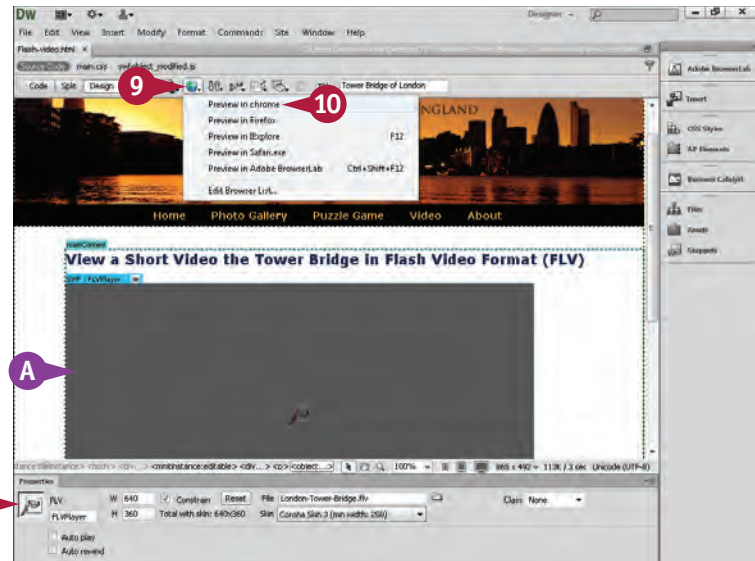 DW
Designer
File Edit View Insert Modify Format Commands Site Window Help
Flash-video.html ×
Source Code main.css swfobject_modified.js
Code Split Design Title: Tower Bridge of London
9
10
Preview in chrome
Preview in Firefox
Preview in IExplore F12
Preview in Safari.exe
Preview in Adobe BrowserLab Ctrl+Shift+F12
Edit Browser List...
ENGLAND
Home Photo Gallery Puzzle Game Video About
mainContent
View a Short Video the Tower Bridge in Flash Video Format (FLV)
SWF | FLVPlayer
A
<body> <div...> <mmtinstance:editable> <div...> <p> <object...> 100% 865 x 492 113K / 3 sec Unicode (UTF-8)
Properties
FLV W 640 Constrain Reset File London-Tower-Bridge.flv Class None
FLVPlayer H 360 Total with skin: 640x360 Skin Corona Skin 3 (min width: 258)
Auto play
Auto rewind
Adobe BrowserLab
Insert
CSS Styles
AP Elements
Business Catalyst
Files
Assets
Snippets